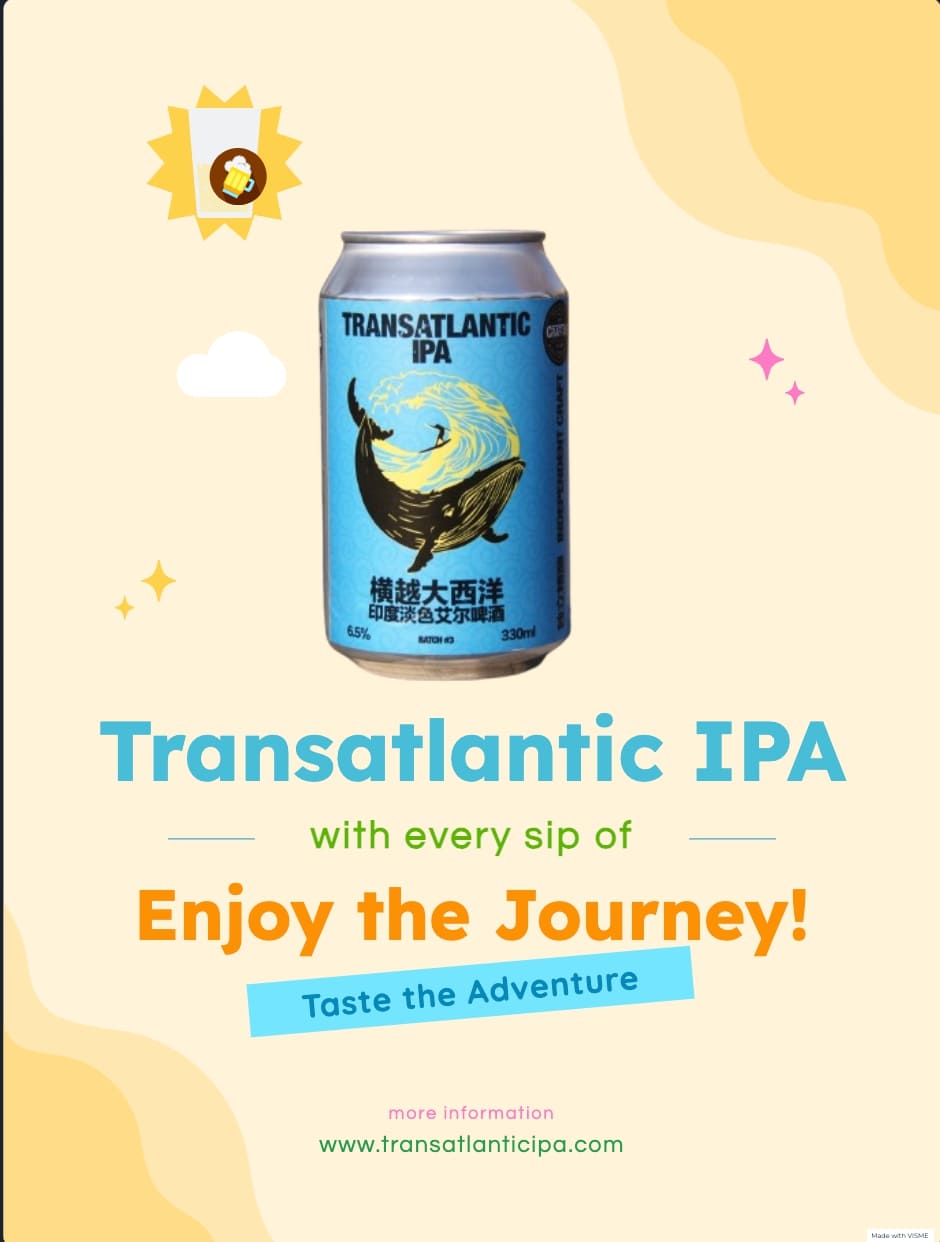 TRANSATLANTIC
IPA
INDEPENDENT CRAFT
横越大西洋
印度淡色艾尔啤酒
6.5%
BATCH #3
330ml
Transatlantic IPA
with every sip of
Enjoy the Journey!
Taste the Adventure
more information
www.transatlanticipa.com
Made with VISME